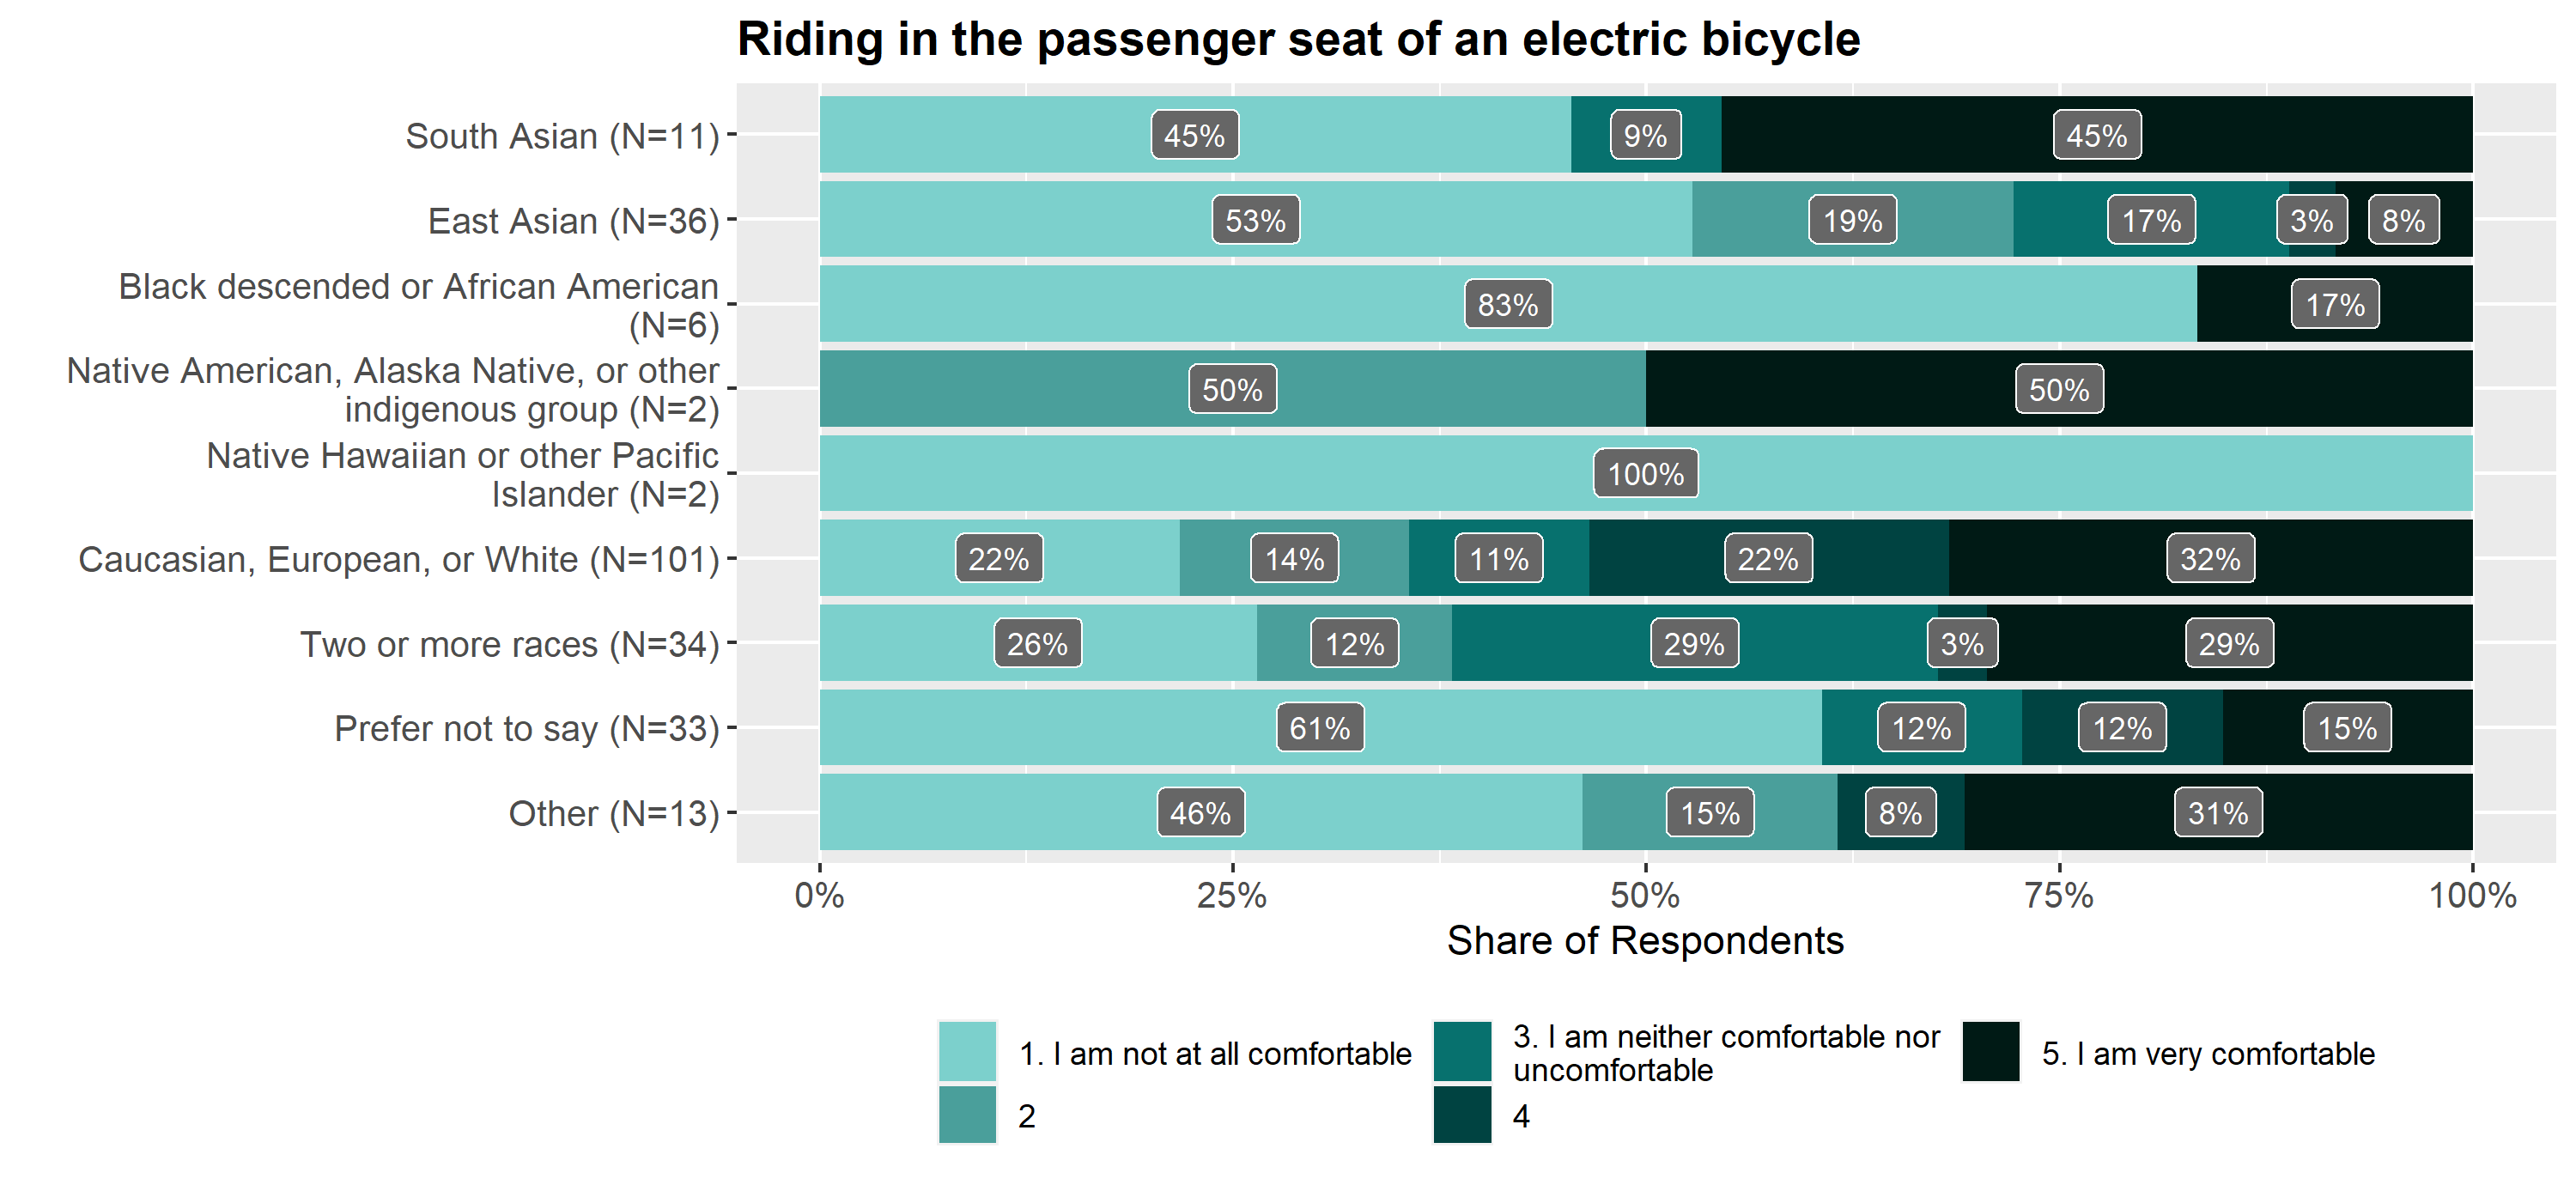 Riding in the passenger seat of an electric bicycle
South Asian (N=11)
45%
9%
45%
East Asian (N=36)
53%
19%
17%
3%
8%
Black descended or African American
(N=6)
83%
17%
Native American, Alaska Native, or other
indigenous group (N=2)
50%
50%
Native Hawaiian or other Pacific
Islander (N=2)
100%
Caucasian, European, or White (N=101)
22%
14%
11%
22%
32%
Two or more races (N=34)
26%
12%
29%
3%
29%
Prefer not to say (N=33)
61%
12%
12%
15%
Other (N=13)
46%
15%
8%
31%
0%
25%
50%
75%
100%
Share of Respondents
1. I am not at all comfortable
2
3. I am neither comfortable nor
uncomfortable
4
5. I am very comfortable